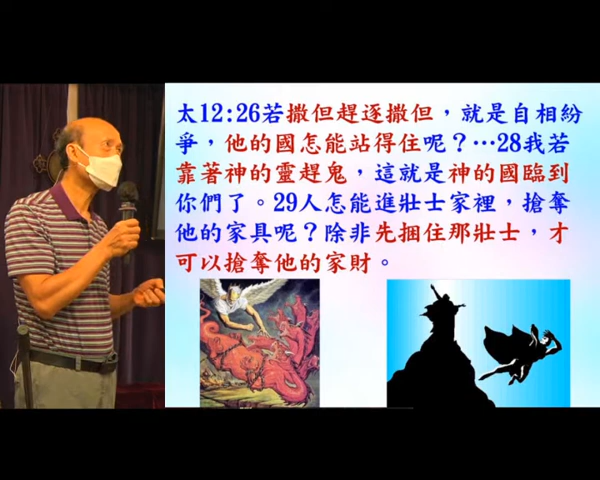 太12:26若撒但趕逐撒但，就是自相紛
爭，他的國怎能站得住呢？…28我若
靠著神的靈趕鬼，這就是神的國臨到
你們了。29人怎能進壯士家裡，搶奪
他的家具呢？除非先捆住那壯士，才
可以搶奪他的家財。